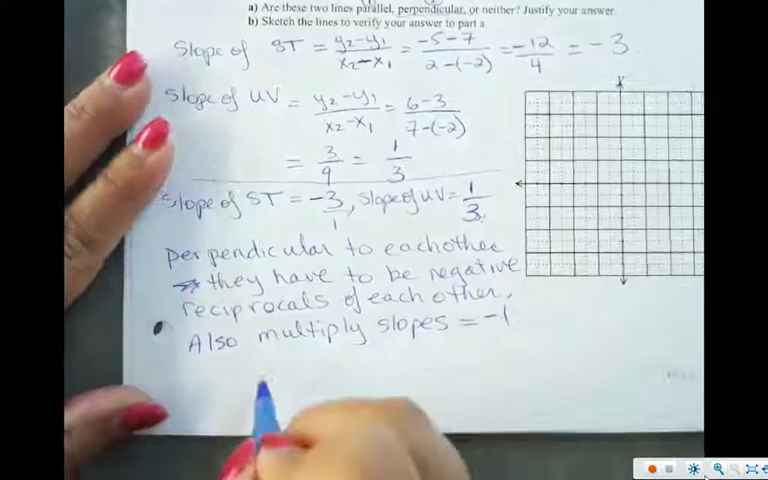 a) Are these two lines parallel, perpendicular, or neither? Justify your answer.
b) Sketch the lines to verify your answer to part a.
Slope of ST = y₂-y₁/x₂-x₁ = -5-7/2-(-2) = -12/4 = -3
Slope of UV = y₂-y₁/x₂-x₁ = 6-3/7-(-2)
= 3/9 = 1/3
Slope of ST = -3/1, Slope of UV = 1/3.
perpendicular to eachother
→ they have to be negative
reciprocals of each other.
Also multiply slopes = -1